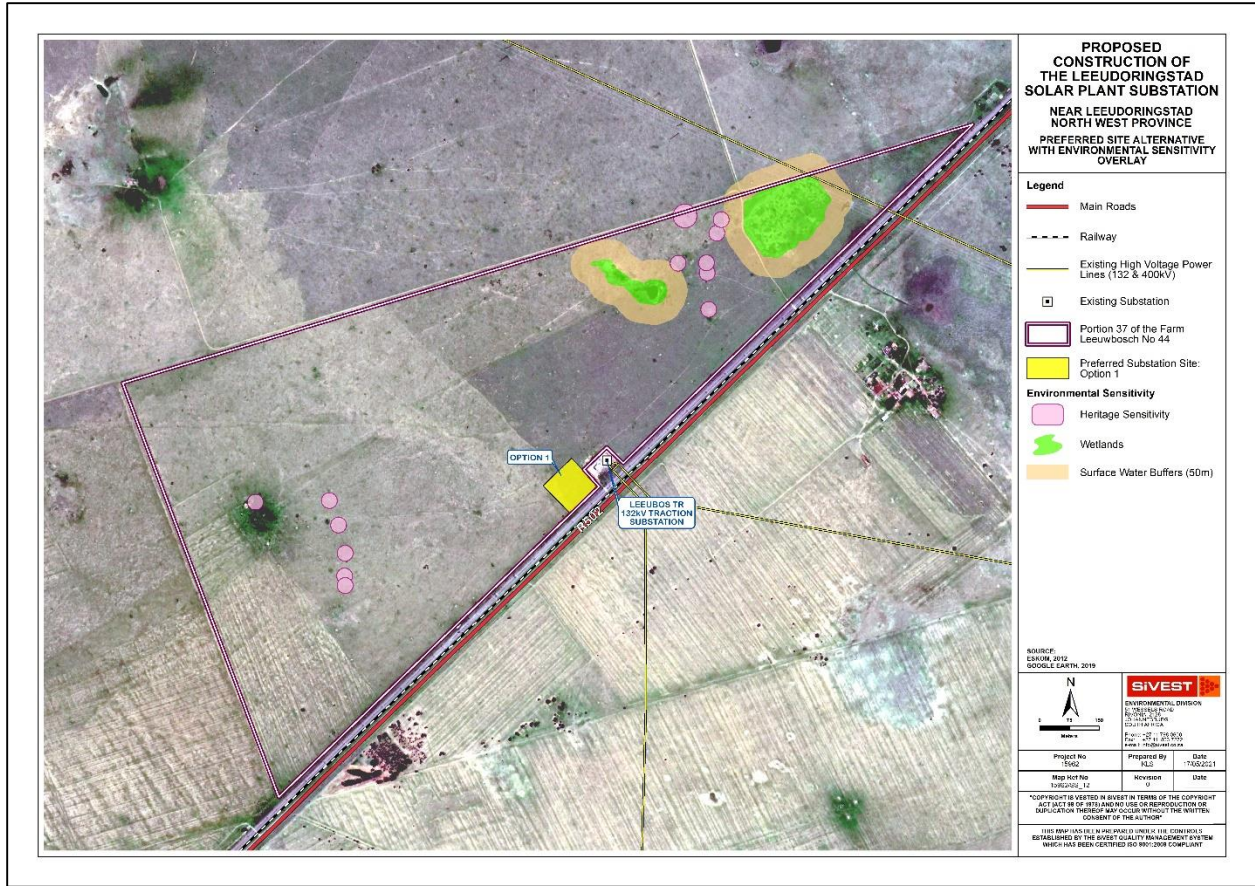 PROPOSED
CONSTRUCTION OF
THE LEEUDORINGSTAD
SOLAR PLANT SUBSTATION
NEAR LEEUDORINGSTAD
NORTH WEST PROVINCE
PREFERRED SITE ALTERNATIVE
WITH ENVIRONMENTAL SENSITIVITY
OVERLAY
Legend
Main Roads
Railway
Existing High Voltage Power
Lines (132 & 400kV)
Existing Substation
Portion 37 of the Farm
Leeuwbosch No 44
Preferred Substation Site:
Option 1
Environmental Sensitivity
Heritage Sensitivity
Wetlands
Surface Water Buffers (50m)
OPTION 1
LEEUBOS TR
132kV TRACTION
SUBSTATION
R502
SOURCE:
ESKOM, 2012
GOOGLE EARTH, 2019
N
0 75 150
Meters
SiVEST
ENVIRONMENTAL DIVISION
51 WESSELS ROAD
SOUTH AFRICA
Project No
15962
Prepared By
KLS
Date
17/05/2021
Map Ref No
Revision
0
Date
"COPYRIGHT IS VESTED IN SIVEST IN TERMS OF THE COPYRIGHT
ACT (ACT 98 OF 1978) AND NO USE OR REPRODUCTION OR
DUPLICATION THEREOF MAY OCCUR WITHOUT THE WRITTEN
CONSENT OF THE AUTHOR"
THIS MAP HAS BEEN PREPARED UNDER THE CONTROLS
ESTABLISHED BY THE SIVEST QUALITY MANAGEMENT SYSTEM
WHICH HAS BEEN CERTIFIED ISO 9001:2008 COMPLIANT